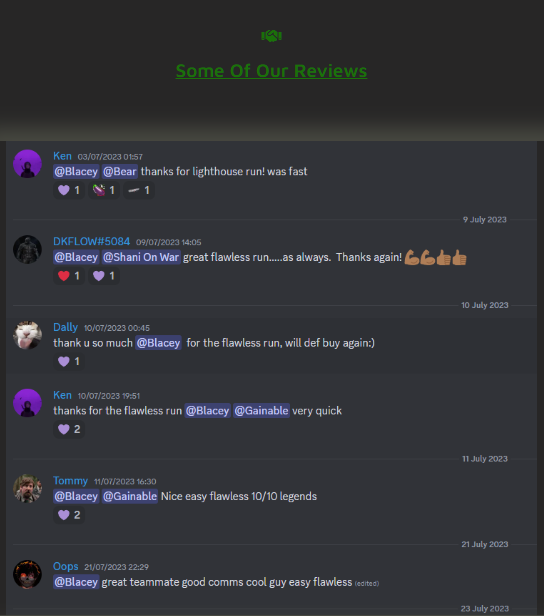 Some Of Our Reviews
Ken 03/07/2023 01:57
@Blacey @Bear thanks for lighthouse run! was fast
1 1 1
9 July 2023
DKFLOW#5084 09/07/2023 14:05
@Blacey @Shani On War great flawless run.....as always. Thanks again! 💪🏽💪🏽👍🏽👍🏽
1 1
10 July 2023
Dally 10/07/2023 00:45
thank u so much @Blacey for the flawless run, will def buy again:)
1
Ken 10/07/2023 19:51
thanks for the flawless run @Blacey @Gainable very quick
2
11 July 2023
Tommy 11/07/2023 16:30
@Blacey @Gainable Nice easy flawless 10/10 legends
2
21 July 2023
Oops 21/07/2023 22:29
@Blacey great teammate good comms cool guy easy flawless (edited)
23 July 2023